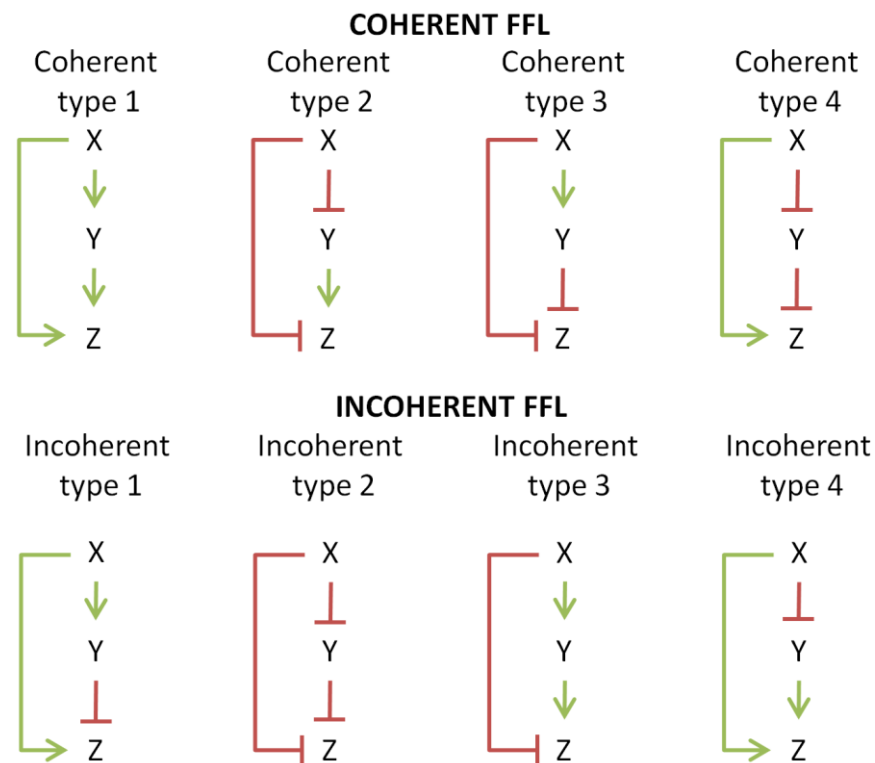 COHERENT FFL
Coherent Coherent Coherent Coherent
type 1 type 2 type 3 type 4
X X X X
Y Y Y Y
Z Z Z Z
INCOHERENT FFL
Incoherent Incoherent Incoherent Incoherent
type 1 type 2 type 3 type 4
X X X X
Y Y Y Y
Z Z Z Z